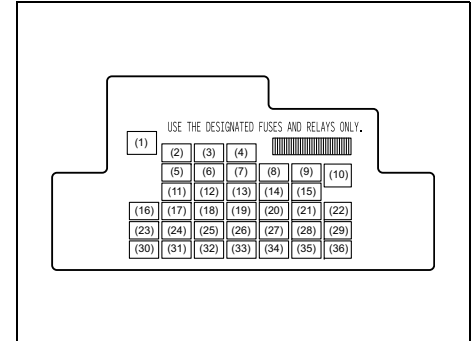 USE THE DESIGNATED FUSES AND RELAYS ONLY.
(1)
(2) (3) (4)
(5) (6) (7) (8) (9) (10)
(11) (12) (13) (14) (15)
(16) (17) (18) (19) (20) (21) (22)
(23) (24) (25) (26) (27) (28) (29)
(30) (31) (32) (33) (34) (35) (36)